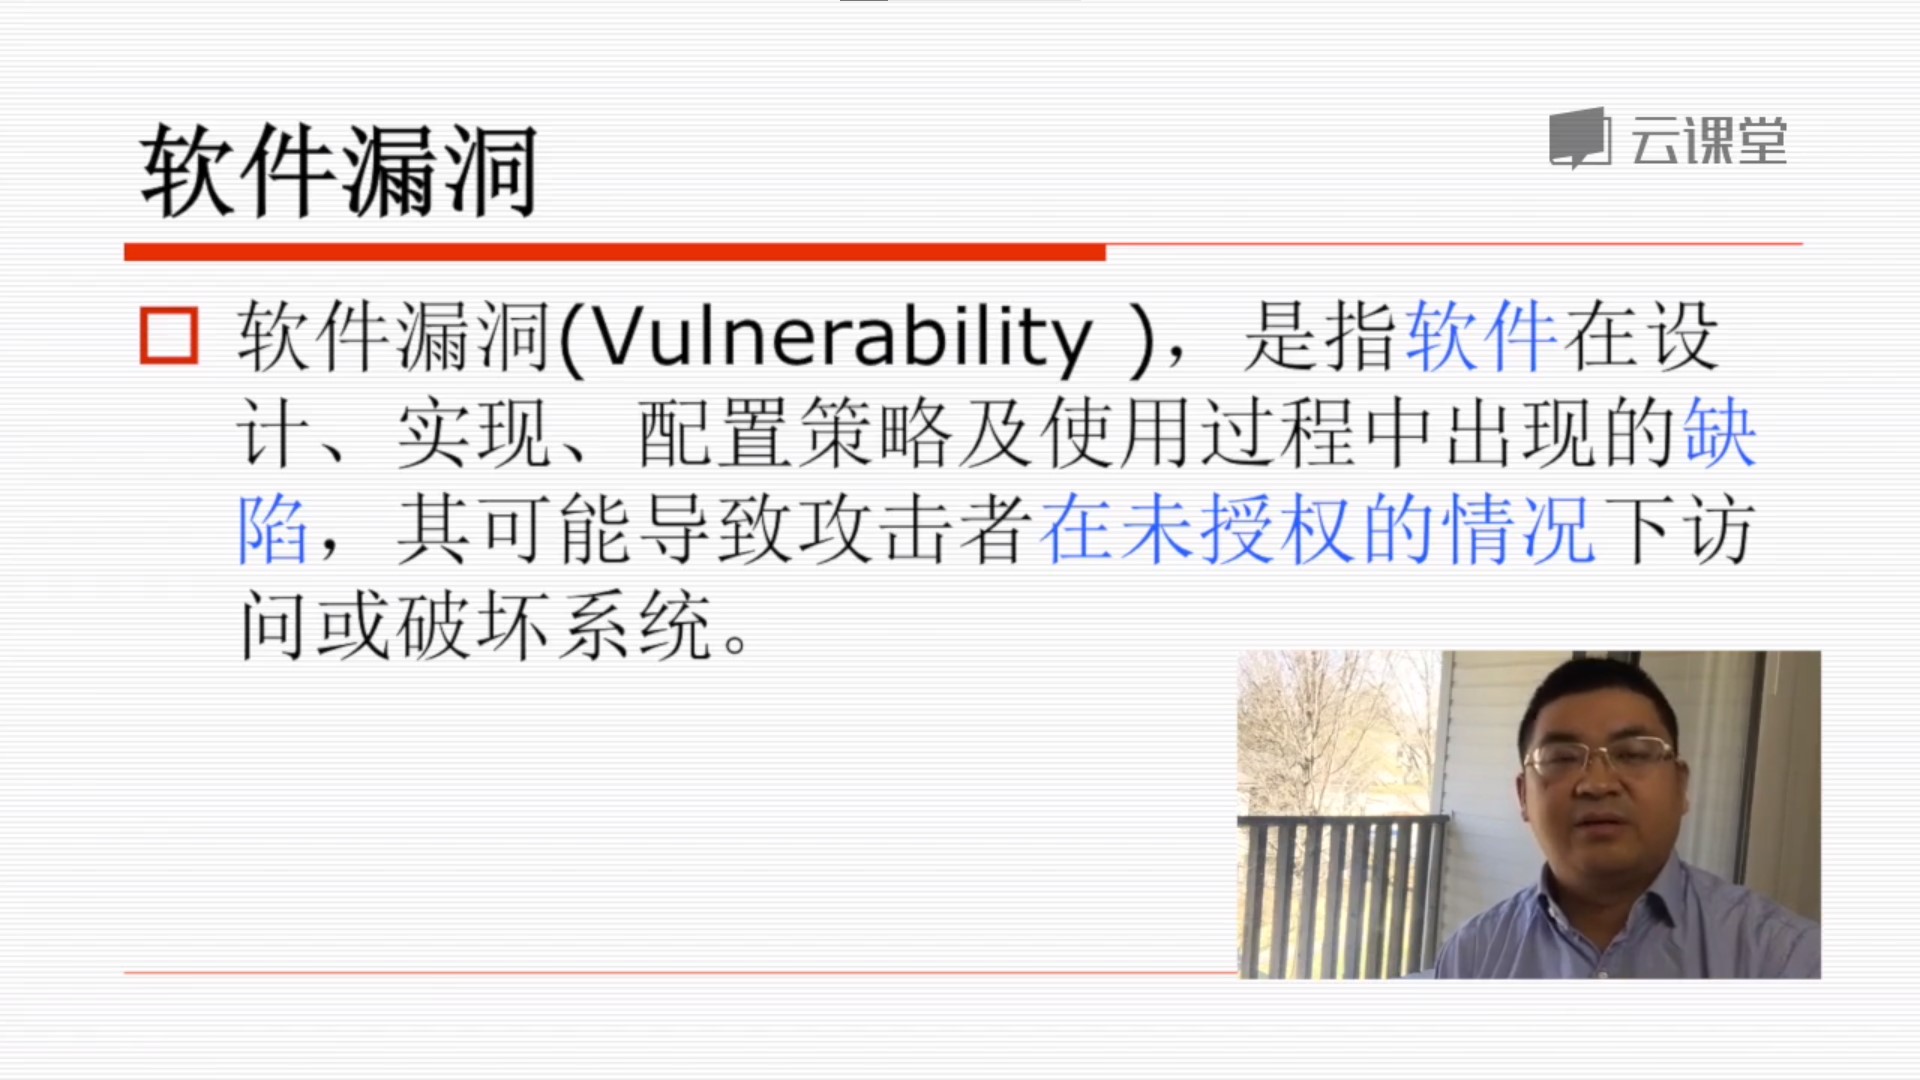 软件漏洞
云课堂
软件漏洞(Vulnerability )，是指软件在设
计、实现、配置策略及使用过程中出现的缺
陷，其可能导致攻击者在未授权的情况下访
问或破坏系统。